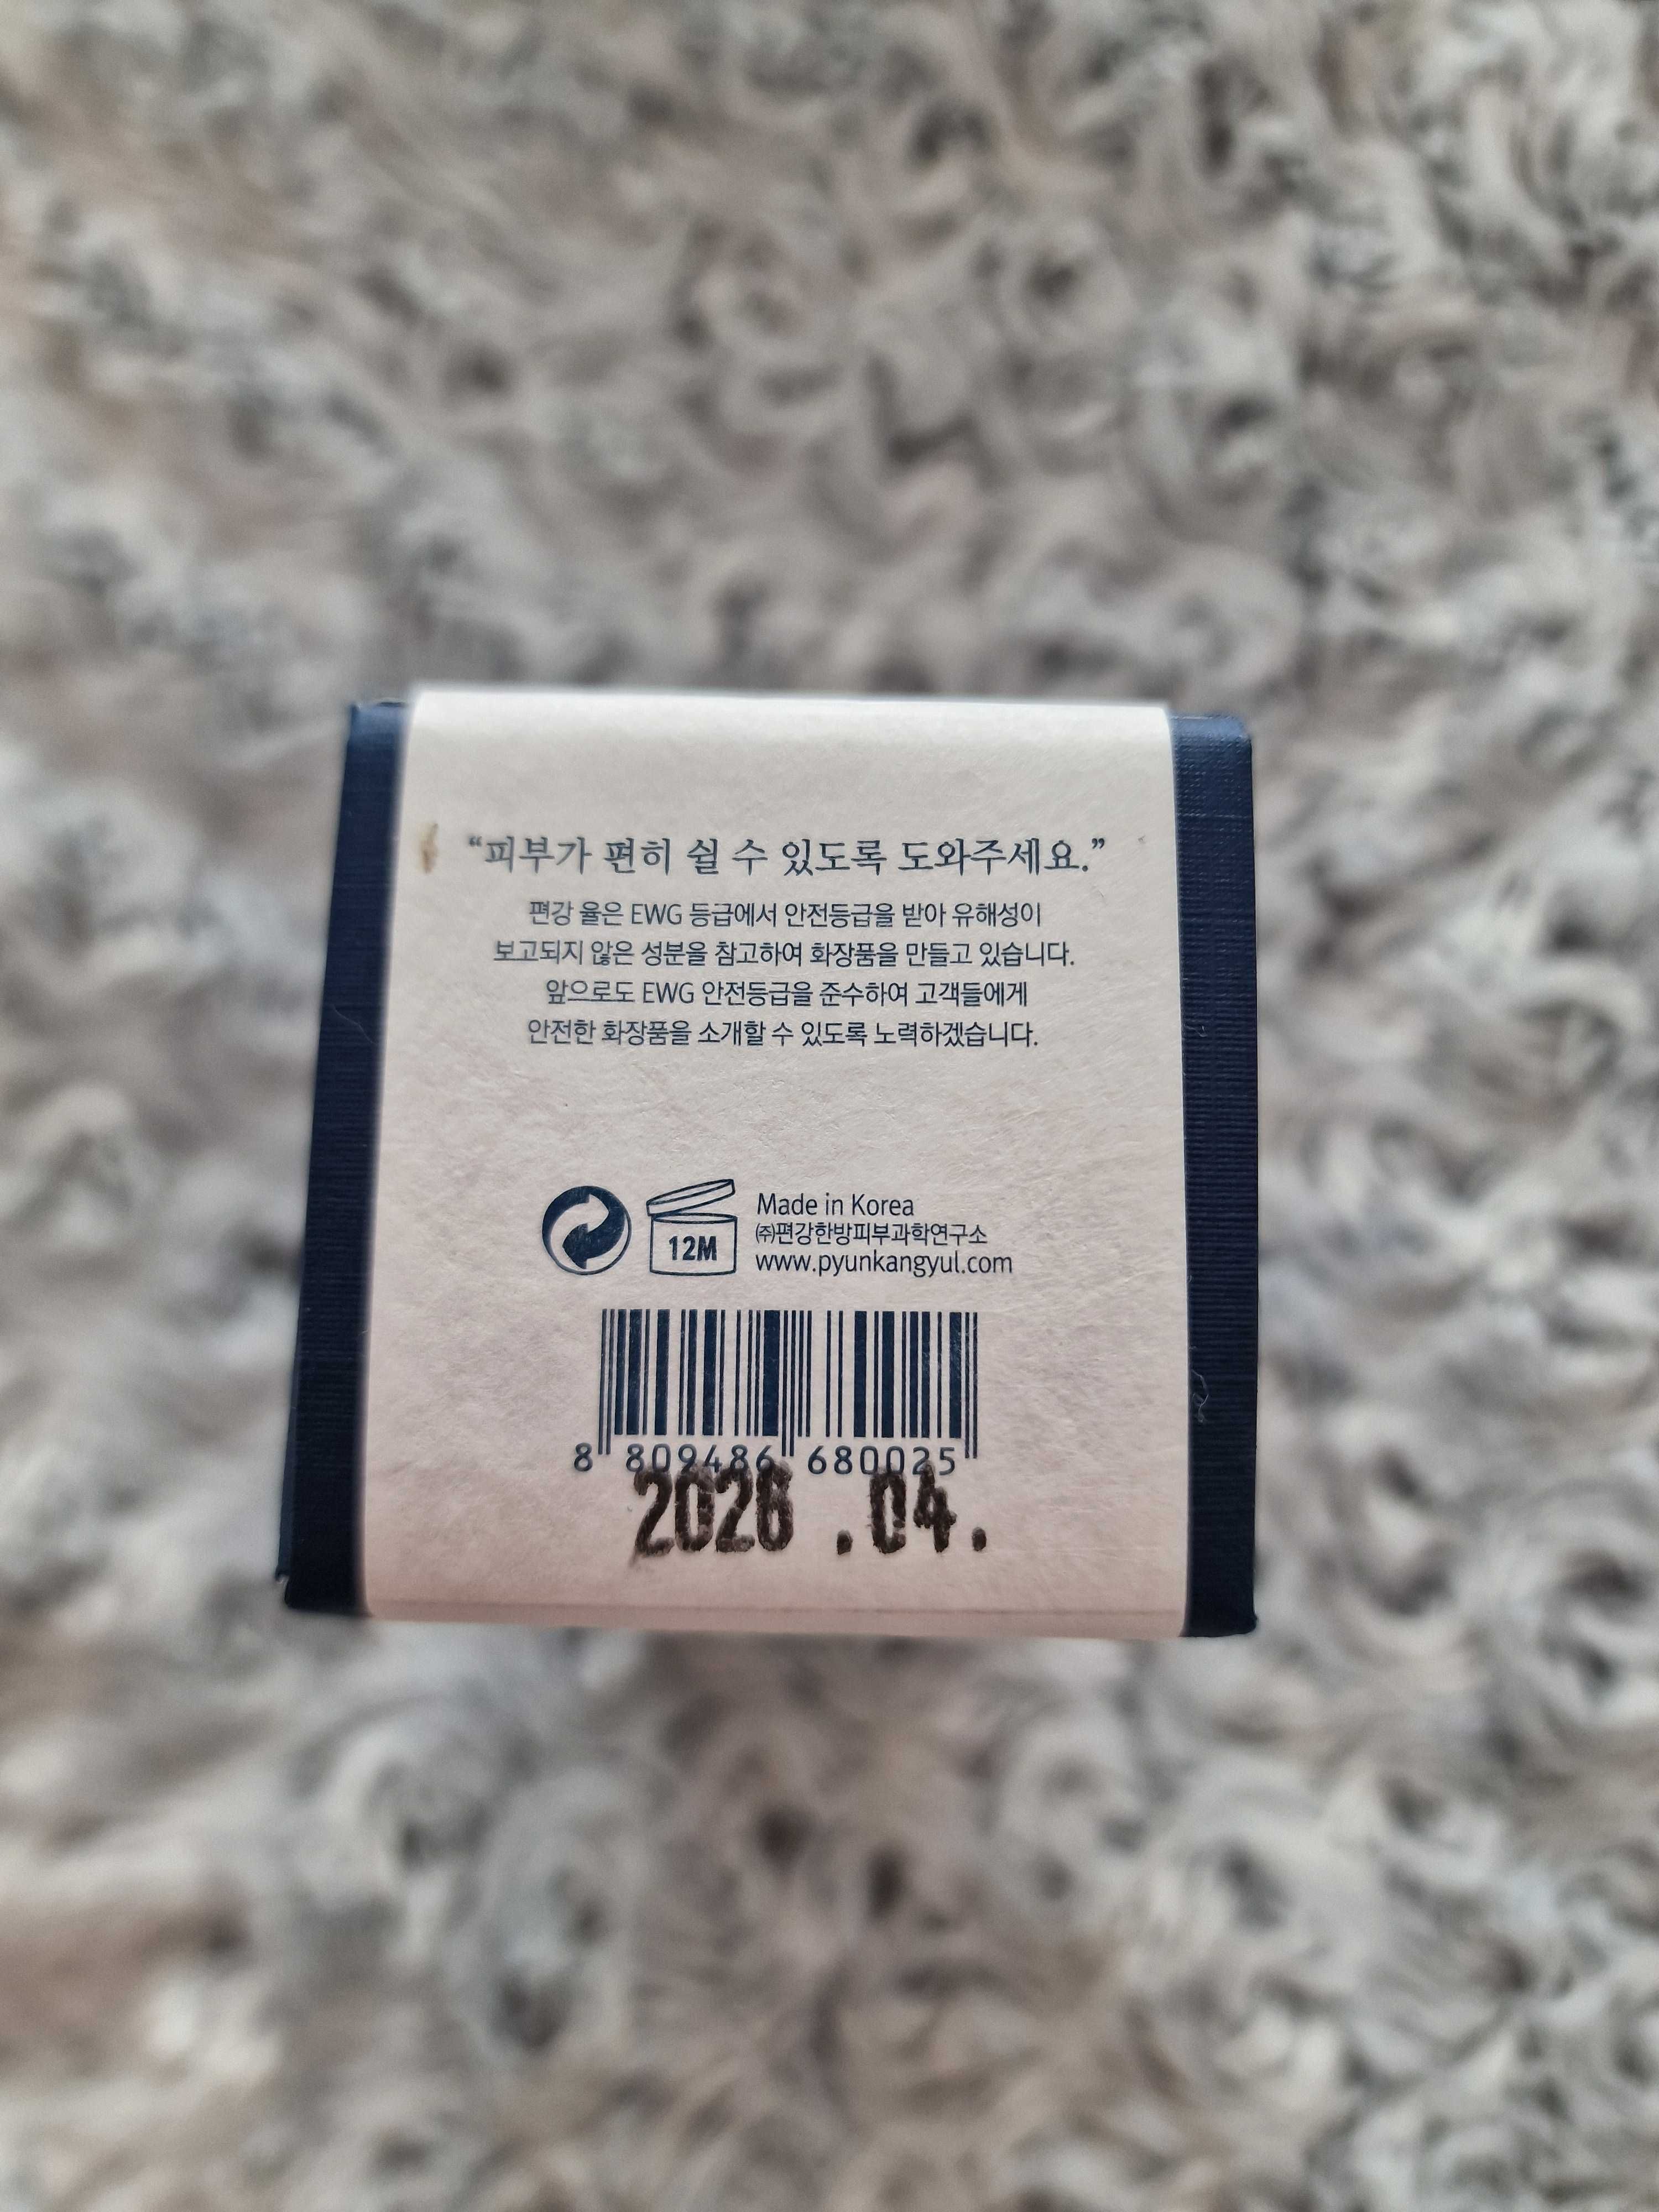 “피부가 편히 쉴 수 있도록 도와주세요.”
편강 율은 EWG 등급에서 안전등급을 받아 유해성이
보고되지 않은 성분을 참고하여 화장품을 만들고 있습니다.
앞으로도 EWG 안전등급을 준수하여 고객들에게
안전한 화장품을 소개할 수 있도록 노력하겠습니다.
12M
Made in Korea
㈜편강한방피부과학연구소
www.pyunkangyul.com
8 809486 680025
2026 .04.